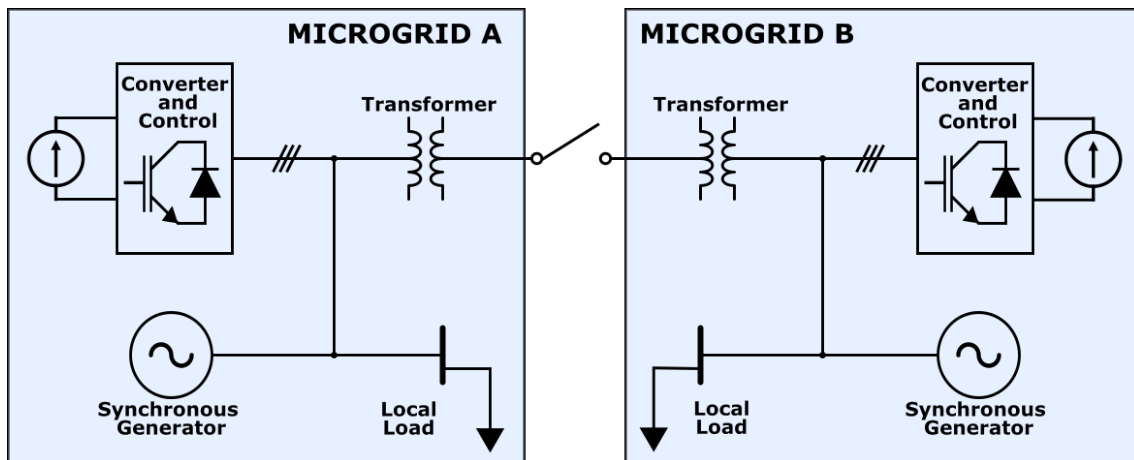 MICROGRID A
Converter
and
Control
Transformer
Synchronous
Generator
Local
Load
MICROGRID B
Transformer
Converter
and
Control
Local
Load
Synchronous
Generator